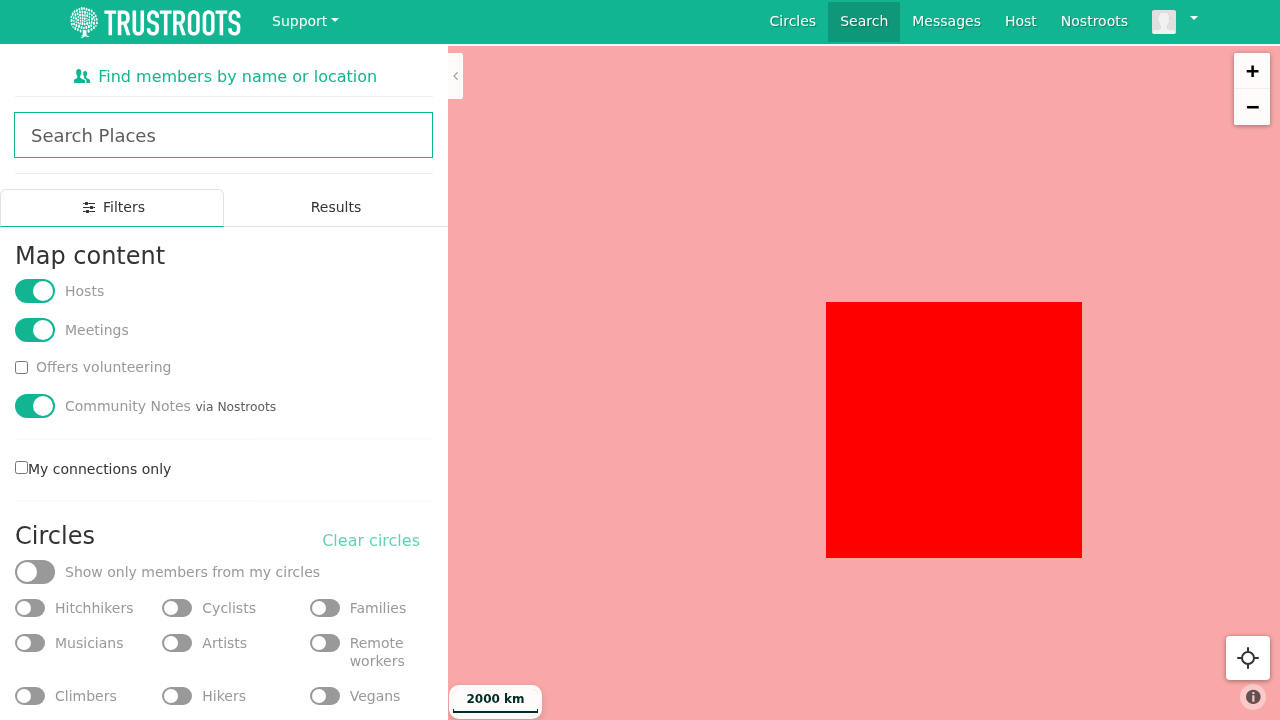 TRUSTROOTS Support Circles Search Messages Host Nostroots
Find members by name or location
Search Places
Filters Results
Map content
Hosts
Meetings
Offers volunteering
Community Notes via Nostroots
My connections only
Circles Clear circles
Show only members from my circles
Hitchhikers Cyclists Families
Musicians Artists Remote workers
Climbers Hikers Vegans
+
−
2000 km